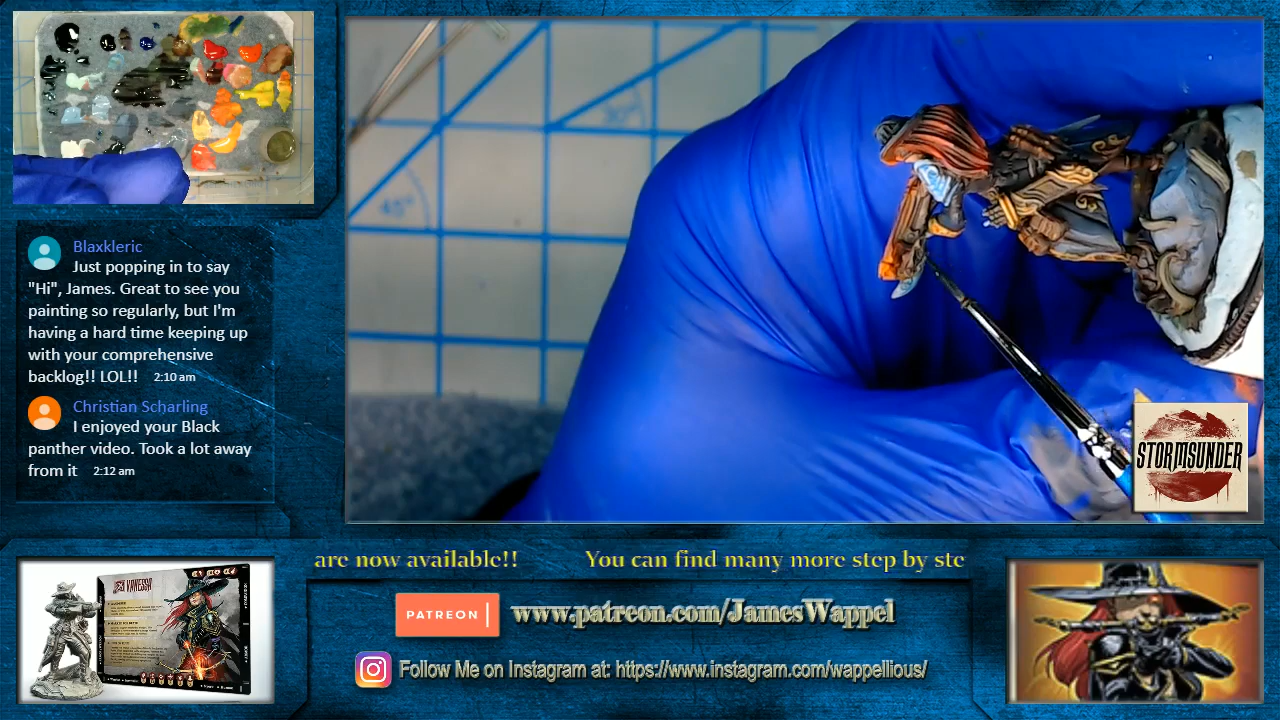 Blaxkleric
Just popping in to say
"Hi", James. Great to see you
painting so regularly, but I'm
having a hard time keeping up
with your comprehensive
backlog!! LOL!! 2:10 am
Christian Scharling
I enjoyed your Black
panther video. Took a lot away
from it 2:12 am
STORMSUNDER
VANESSA
are now available!! You can find many more step by ste
PATREON www.patreon.com/JamesWappel
Follow Me on Instagram at: https://www.instagram.com/wappellious/